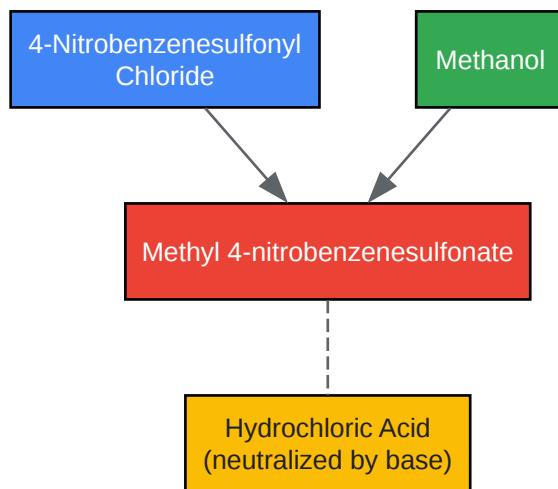 4-Nitrobenzenesulfonyl
Chloride
Methanol
Methyl 4-nitrobenzenesulfonate
Hydrochloric Acid
(neutralized by base)